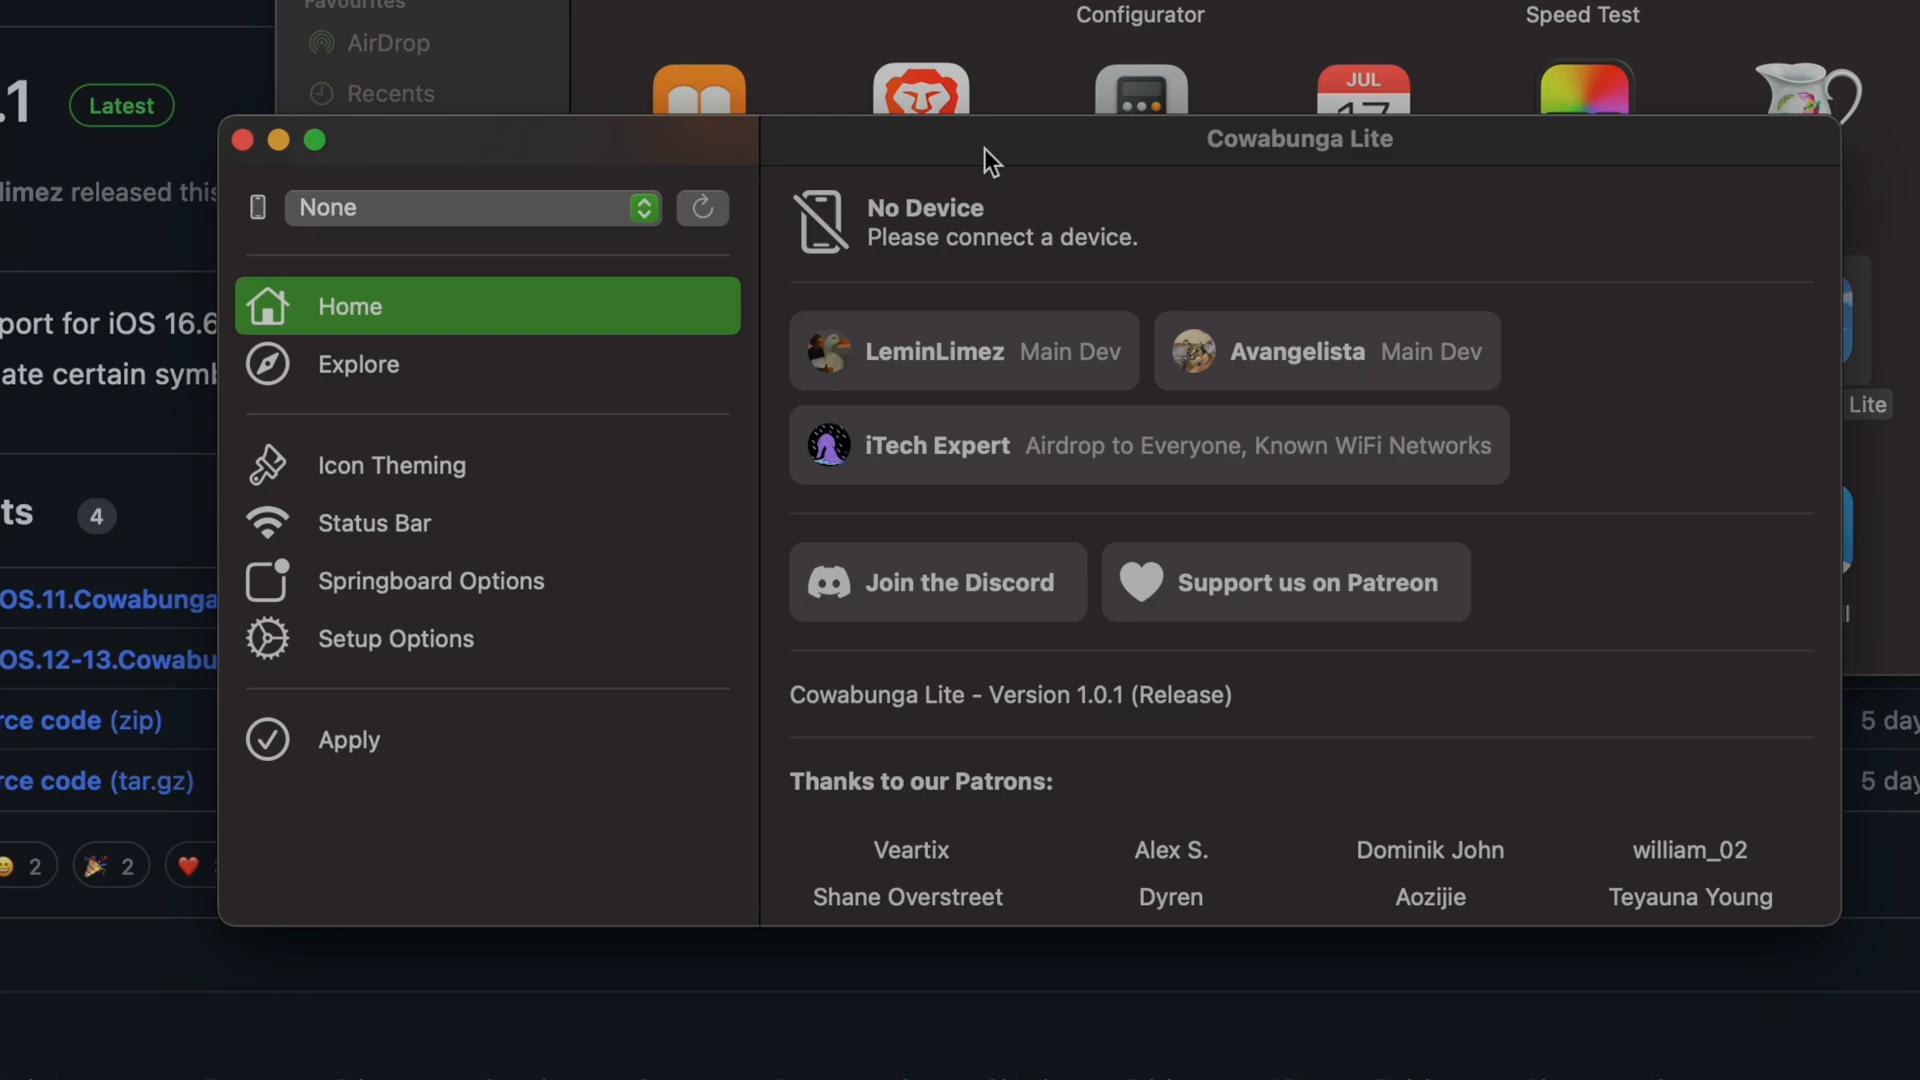 Favourites
AirDrop
Recents
Configurator
Speed Test
JUL
17
.1
Latest
limez released this
port for iOS 16.6
ate certain symb
ts
4
OS.11.Cowabunga
OS.12-13.Cowabu
rce code (zip)
rce code (tar.gz)
2
2
Cowabunga Lite
None
Home
Explore
Icon Theming
Status Bar
Springboard Options
Setup Options
Apply
No Device
Please connect a device.
LeminLimez Main Dev
Avangelista Main Dev
iTech Expert Airdrop to Everyone, Known WiFi Networks
Join the Discord
Support us on Patreon
Cowabunga Lite - Version 1.0.1 (Release)
Thanks to our Patrons:
Veartix Alex S. Dominik John william_02
Shane Overstreet Dyren Aozijie Teyauna Young
Lite
5 day
5 day